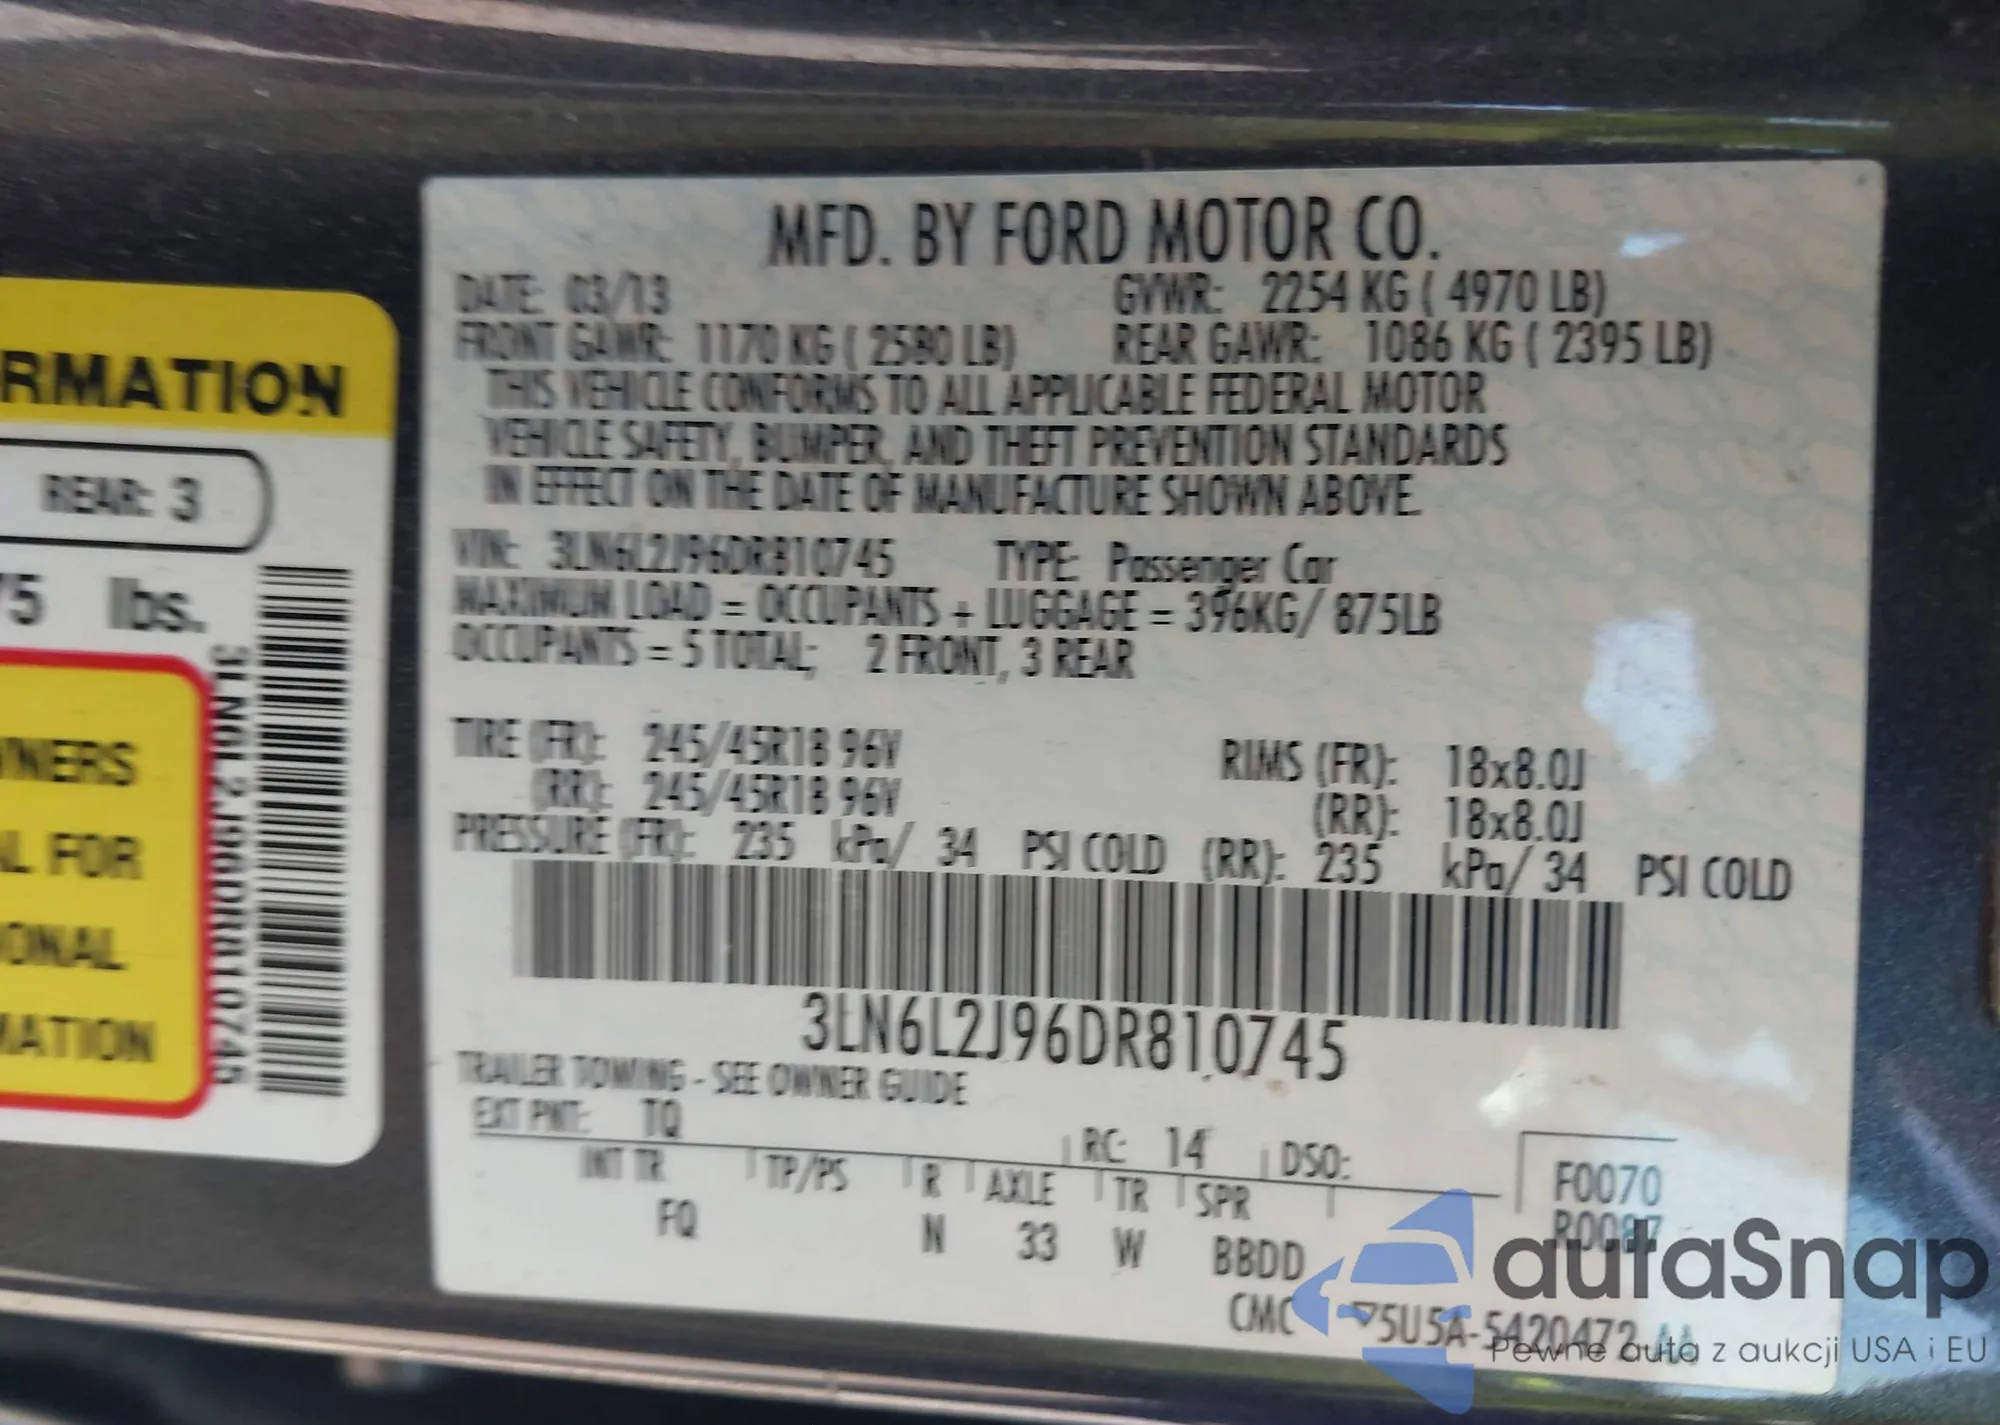 RMATION
REAR: 3
75 lbs.
WNERS
AL FOR
IONAL
MATION
3LN6L2J96DR810745
MFD. BY FORD MOTOR CO.
DATE: 03/13 GVWR: 2254 KG ( 4970 LB)
FRONT GAWR: 1170 KG ( 2580 LB) REAR GAWR: 1086 KG ( 2395 LB)
THIS VEHICLE CONFORMS TO ALL APPLICABLE FEDERAL MOTOR
VEHICLE SAFETY, BUMPER, AND THEFT PREVENTION STANDARDS
IN EFFECT ON THE DATE OF MANUFACTURE SHOWN ABOVE.
VIN: 3LN6L2J96DR810745 TYPE: Passenger Car
MAXIMUM LOAD = OCCUPANTS + LUGGAGE = 396KG/ 875LB
OCCUPANTS = 5 TOTAL; 2 FRONT, 3 REAR
TIRE (FR): 245/45R18 96V RIMS (FR): 18x8.0J
(RR): 245/45R18 96V (RR): 18x8.0J
PRESSURE (FR): 235 kPa/ 34 PSI COLD (RR): 235 kPa/ 34 PSI COLD
3LN6L2J96DR810745
TRAILER TOWING - SEE OWNER GUIDE
EXT PNT: TQ RC: 14 DSO:
INT TR TP/PS R AXLE TR SPR F0070
FQ N 33 W BBDD R0087
CMC 5U5A-5420472 AA
autaSnap
Pewne auta z aukcji USA i EU